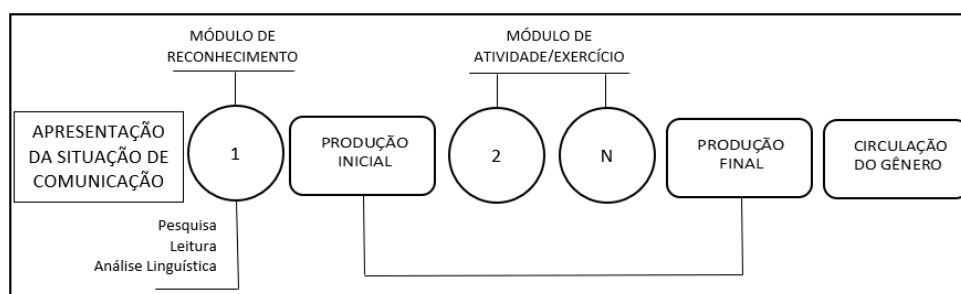 MÓDULO DE
RECONHECIMENTO
MÓDULO DE
ATIVIDADE/EXERCÍCIO
APRESENTAÇÃO
DA SITUAÇÃO DE
COMUNICAÇÃO
1
PRODUÇÃO
INICIAL
2
N
PRODUÇÃO
FINAL
CIRCULAÇÃO
DO GÊNERO
Pesquisa
Leitura
Análise Linguística